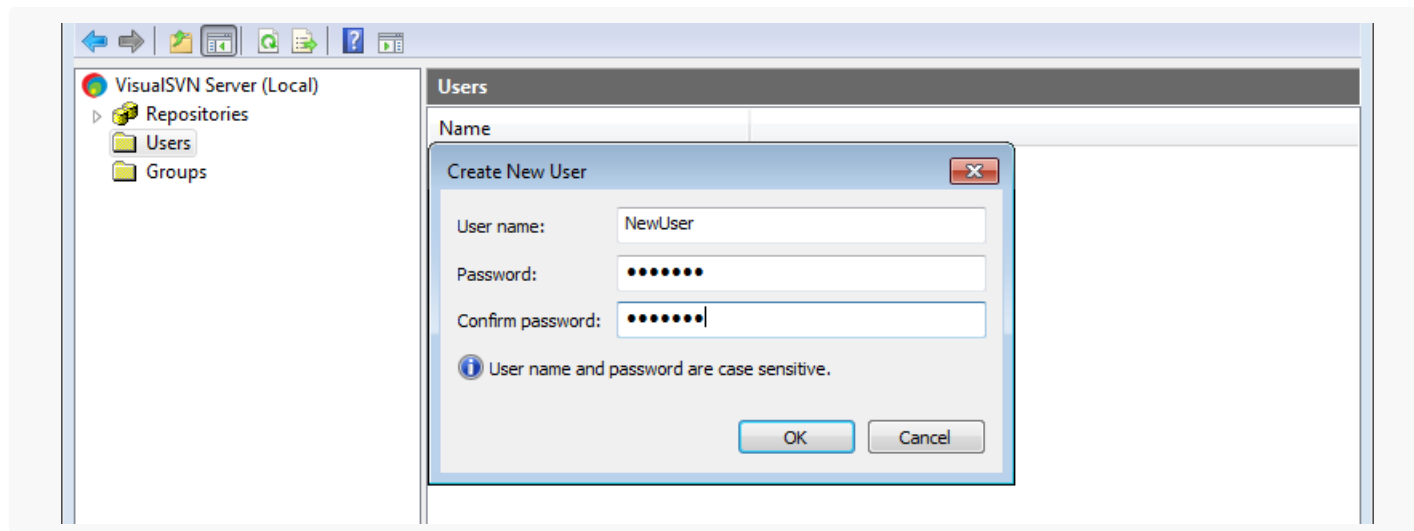 VisualSVN Server (Local)
Repositories
Users
Groups
Users
Name
Create New User
User name:
NewUser
Password:
•••••••
Confirm password:
•••••••
User name and password are case sensitive.
OK
Cancel